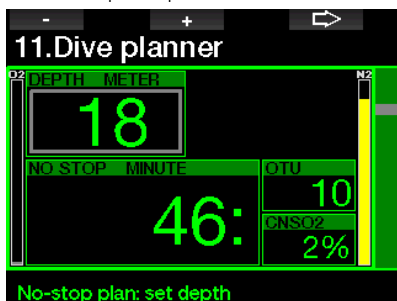 - +
11.Dive planner
O2 DEPTH METER N2
18
NO STOP MINUTE OTU
46: 10
CNSO2
2%
No-stop plan: set depth